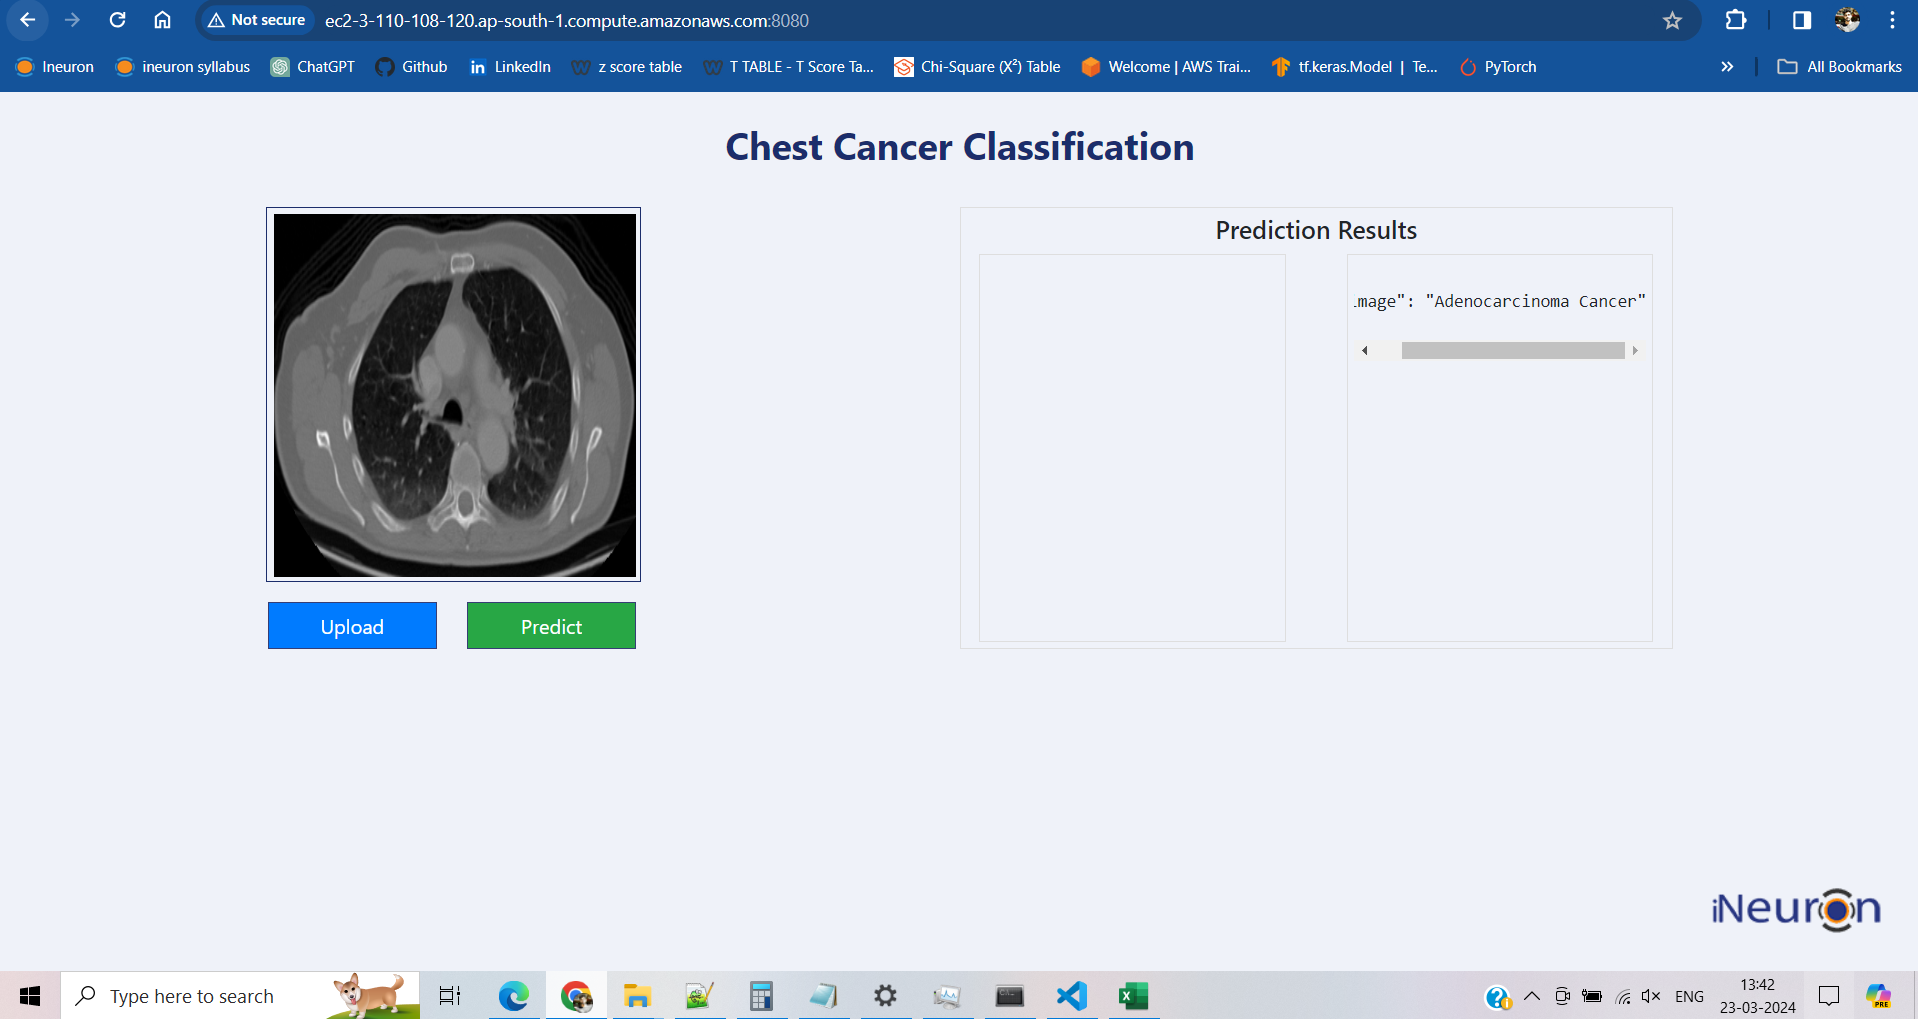 Not secure ec2-3-110-108-120.ap-south-1.compute.amazonaws.com:8080
Ineuron ineuron syllabus ChatGPT Github LinkedIn z score table T TABLE - T Score Ta... Chi-Square (X²) Table Welcome | AWS Trai... tf.keras.Model | Te... PyTorch » All Bookmarks
Chest Cancer Classification
Prediction Results
image": "Adenocarcinoma Cancer"
Upload Predict
iNeuron
Type here to search
ENG
13:42
23-03-2024
PRE